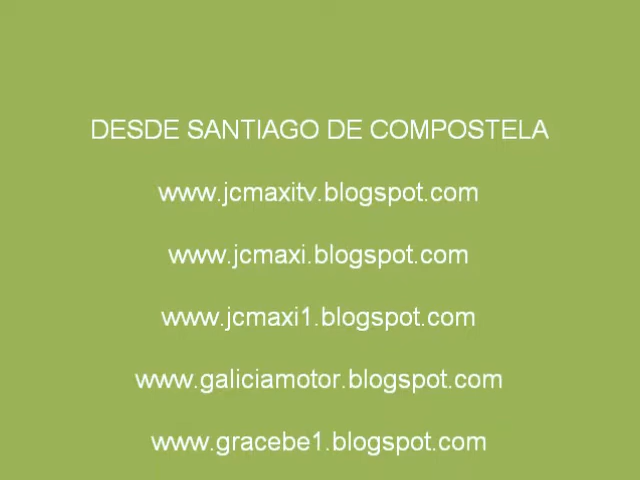 DESDE SANTIAGO DE COMPOSTELA
www.jcmaxitv.blogspot.com
www.jcmaxi.blogspot.com
www.jcmaxi1.blogspot.com
www.galiciamotor.blogspot.com
www.gracebe1.blogspot.com